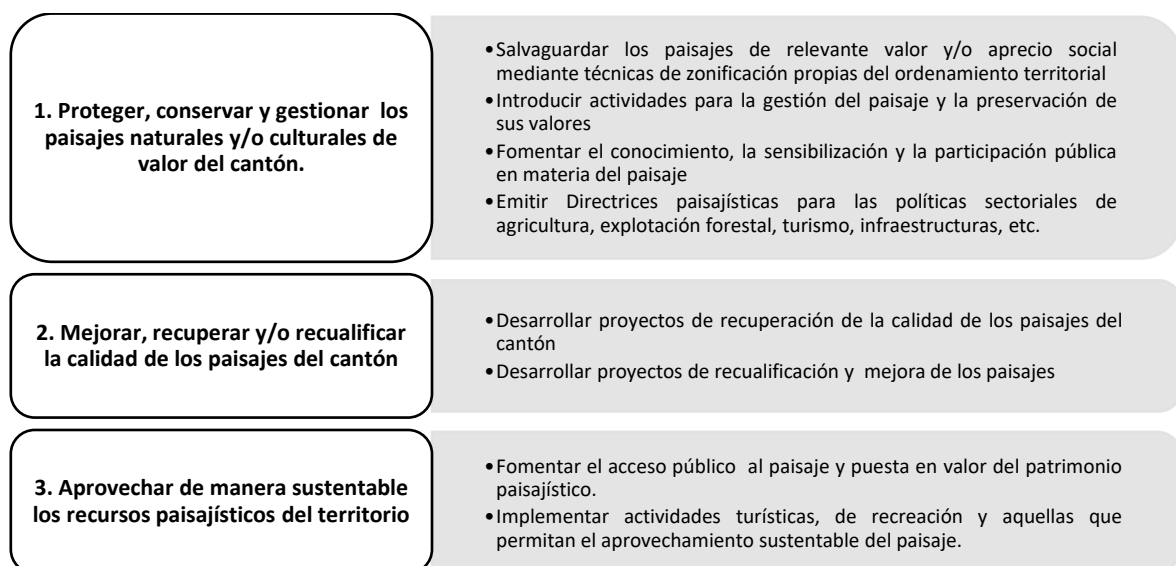 1. Proteger, conservar y gestionar los
paisajes naturales y/o culturales de
valor del cantón.
•Salvaguardar los paisajes de relevante valor y/o aprecio social
mediante técnicas de zonificación propias del ordenamiento territorial
•Introducir actividades para la gestión del paisaje y la preservación de
sus valores
•Fomentar el conocimiento, la sensibilización y la participación pública
en materia del paisaje
•Emitir Directrices paisajísticas para las políticas sectoriales de
agricultura, explotación forestal, turismo, infraestructuras, etc.
2. Mejorar, recuperar y/o recualificar
la calidad de los paisajes del cantón
•Desarrollar proyectos de recuperación de la calidad de los paisajes del
cantón
•Desarrollar proyectos de recualificación y mejora de los paisajes
3. Aprovechar de manera sustentable
los recursos paisajísticos del territorio
•Fomentar el acceso público al paisaje y puesta en valor del patrimonio
paisajístico.
•Implementar actividades turísticas, de recreación y aquellas que
permitan el aprovechamiento sustentable del paisaje.